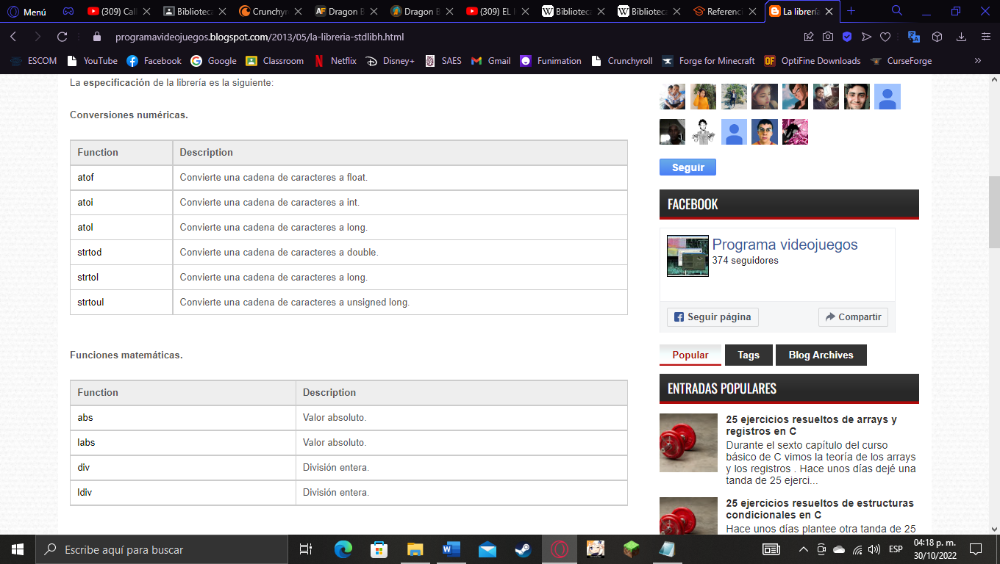 Menú
(309) Cal
Biblioteca
Crunchyr
Dragon B
Dragon B
(309) EL
Biblioteca
Biblioteca
Referenci
La librerí
programavideojuegos.blogspot.com/2013/05/la-libreria-stdlibh.html
ESCOM
YouTube
Facebook
Google
Classroom
Netflix
Disney+
SAES
Gmail
Funimation
Crunchyroll
Forge for Minecraft
OptiFine Downloads
CurseForge
»
La especificación de la librería es la siguiente:
Conversiones numéricas.
Function Description
atof Convierte una cadena de caracteres a float.
atoi Convierte una cadena de caracteres a int.
atol Convierte una cadena de caracteres a long.
strtod Convierte una cadena de caracteres a double.
strtol Convierte una cadena de caracteres a long.
strtoul Convierte una cadena de caracteres a unsigned long.
Funciones matemáticas.
Function Description
abs Valor absoluto.
labs Valor absoluto.
div División entera.
ldiv División entera.
Seguir
FACEBOOK
Programa videojuegos
374 seguidores
Seguir página
Compartir
Popular
Tags
Blog Archives
ENTRADAS POPULARES
25 ejercicios resueltos de arrays y
registros en C
Durante el sexto capítulo del curso
básico de C vimos la teoría de los arrays
y los registros . Hace unos días dejé una
tanda de 25 ejerci...
25 ejercicios resueltos de estructuras
condicionales en C
Hace unos días plantee otra tanda de 25
Escribe aquí para buscar
ESP
04:18 p. m.
30/10/2022